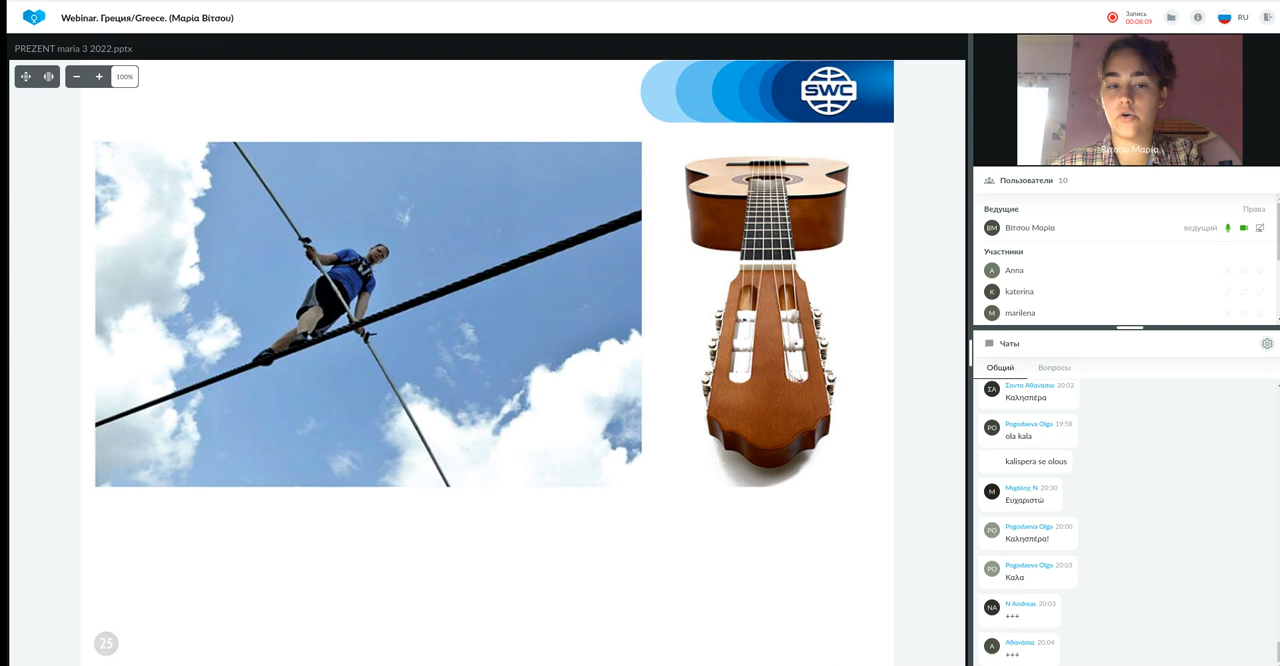 Webinar. Греция/Greece. (Μαρία Βίτσου)
Запись
00:08:09
RU
PREZENT maria 3 2022.pptx
100%
SWC
Βίτσου Μαρία
25
Пользователи 10
Ведущие Права
ΒΜ Βίτσου Μαρία ведущий
Участники
A Anna
K katerina
M marilena
Чаты
Общий Вопросы
ΣΑ Σαντα Αθανάσια 20:02
Καλησπέρα
PO Pogodaeva Olga 19:58
ola kala
kalispera se olous
Μ Μιχάλης Ν 20:30
Ευχαριστώ
PO Pogodaeva Olga 20:00
Καλησπέρα!
PO Pogodaeva Olga 20:03
Καλα
NA N Andreas 20:03
+++
Α Αθανάσια 20:04
+++